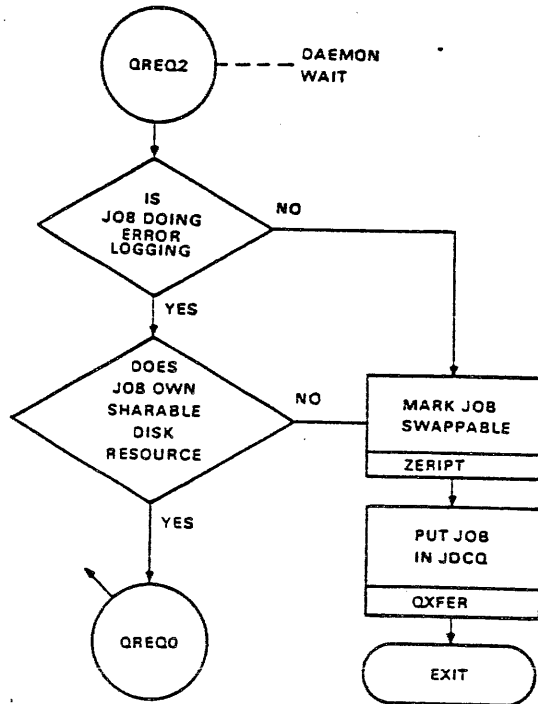 QREQ2
DAEMON
WAIT
IS
JOB DOING
ERROR
LOGGING
NO
YES
DOES
JOB OWN
SHARABLE
DISK
RESOURCE
NO
YES
MARK JOB
SWAPPABLE
ZERIPT
PUT JOB
IN JDCQ
QXFER
QREQ0
EXIT